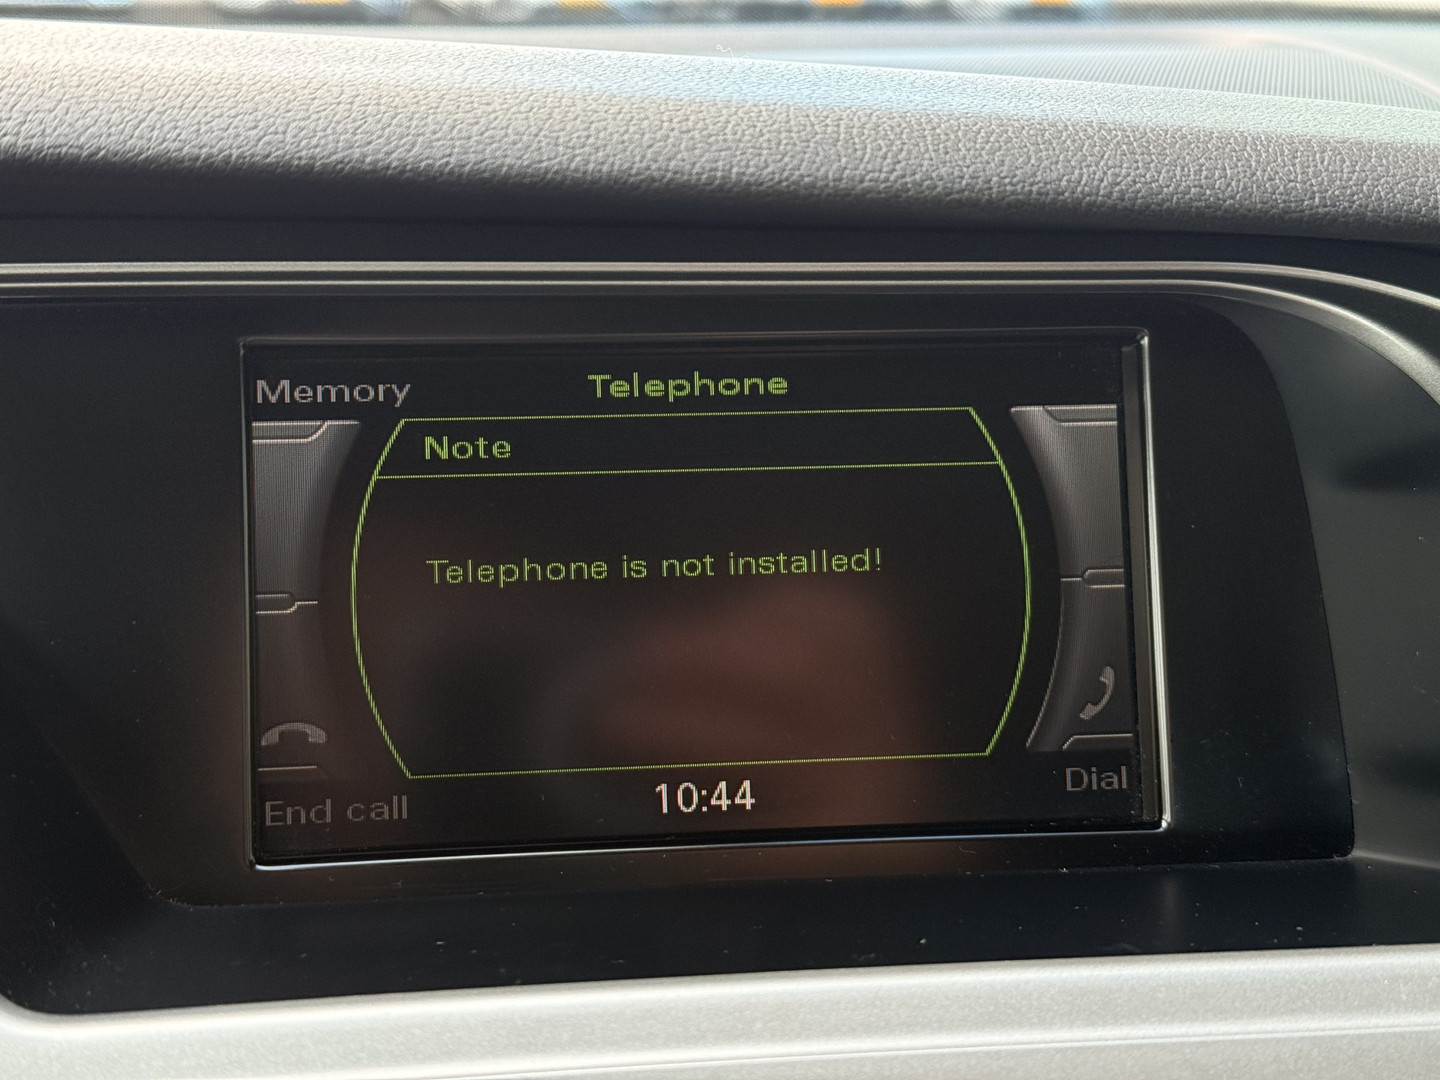 Memory
Telephone
Note
Telephone is not installed!
10:44
End call
Dial